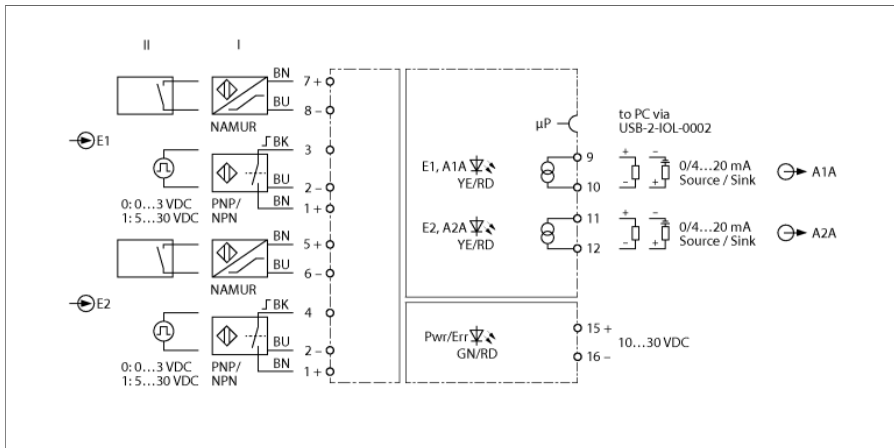 II
I
BN
7 +
BU
8 –
NAMUR
E1
BK
3
BU
2 –
BN
1 +
0: 0…3 VDC
1: 5…30 VDC
PNP/
NPN
BN
5 +
BU
6 –
NAMUR
E2
BK
4
BU
2 –
BN
1 +
0: 0…3 VDC
1: 5…30 VDC
PNP/
NPN
µP
to PC via
USB-2-IOL-0002
E1, A1A
YE/RD
9
10
+ –
– +
0/4…20 mA
Source / Sink
A1A
E2, A2A
YE/RD
11
12
+ –
– +
0/4…20 mA
Source / Sink
A2A
Pwr/Err
GN/RD
15 +
16 –
10…30 VDC